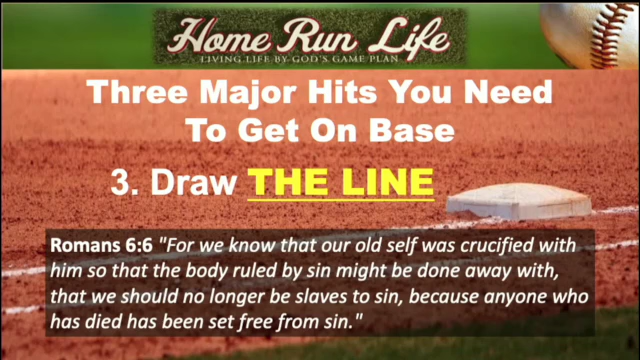 Home Run Life
LIVING LIFE BY GOD'S GAME PLAN
Three Major Hits You Need
To Get On Base
3. Draw THE LINE
Romans 6:6 "For we know that our old self was crucified with
him so that the body ruled by sin might be done away with,
that we should no longer be slaves to sin, because anyone who
has died has been set free from sin."